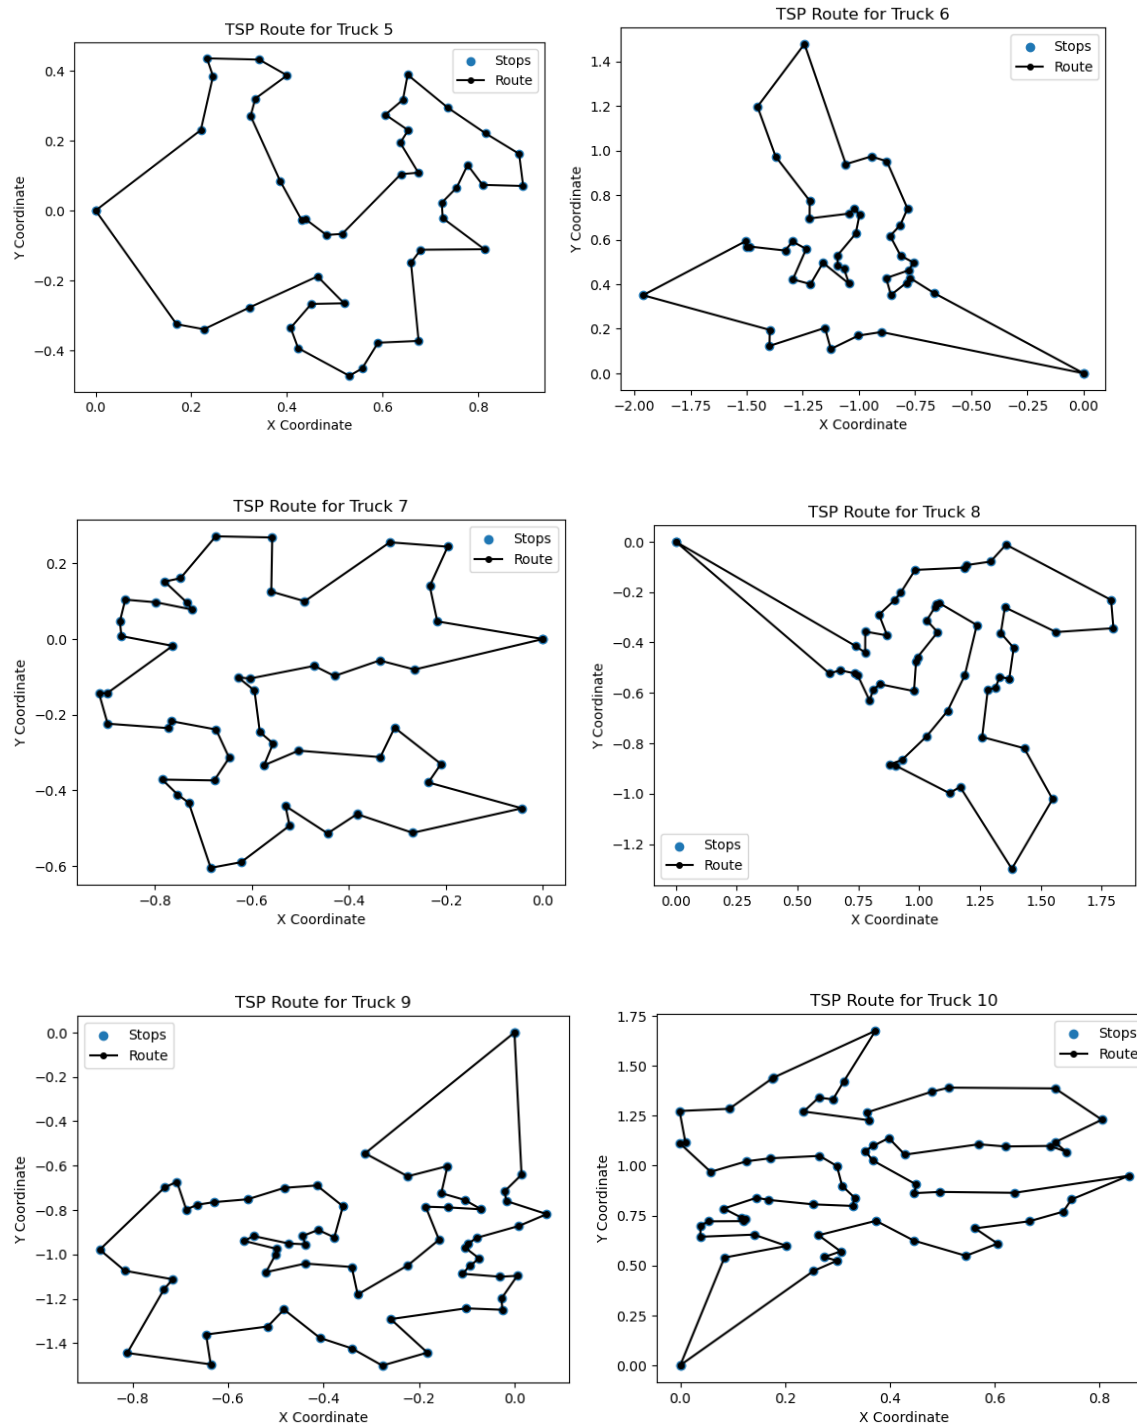 TSP Route for Truck 5
Stops
Route
0.4
0.2
0.0
−0.2
−0.4
Y Coordinate
0.0 0.2 0.4 0.6 0.8
X Coordinate
TSP Route for Truck 6
Stops
Route
1.4
1.2
1.0
0.8
0.6
0.4
0.2
0.0
Y Coordinate
−2.00 −1.75 −1.50 −1.25 −1.00 −0.75 −0.50 −0.25 0.00
X Coordinate
TSP Route for Truck 7
Stops
Route
0.2
0.0
−0.2
−0.4
−0.6
Y Coordinate
−0.8 −0.6 −0.4 −0.2 0.0
X Coordinate
TSP Route for Truck 8
0.0
−0.2
−0.4
−0.6
−0.8
−1.0
−1.2
Y Coordinate
Stops
Route
0.00 0.25 0.50 0.75 1.00 1.25 1.50 1.75
X Coordinate
TSP Route for Truck 9
Stops
Route
0.0
−0.2
−0.4
−0.6
−0.8
−1.0
−1.2
−1.4
Y Coordinate
−0.8 −0.6 −0.4 −0.2 0.0
X Coordinate
TSP Route for Truck 10
Stops
Route
1.75
1.50
1.25
1.00
0.75
0.50
0.25
0.00
Y Coordinate
0.0 0.2 0.4 0.6 0.8
X Coordinate